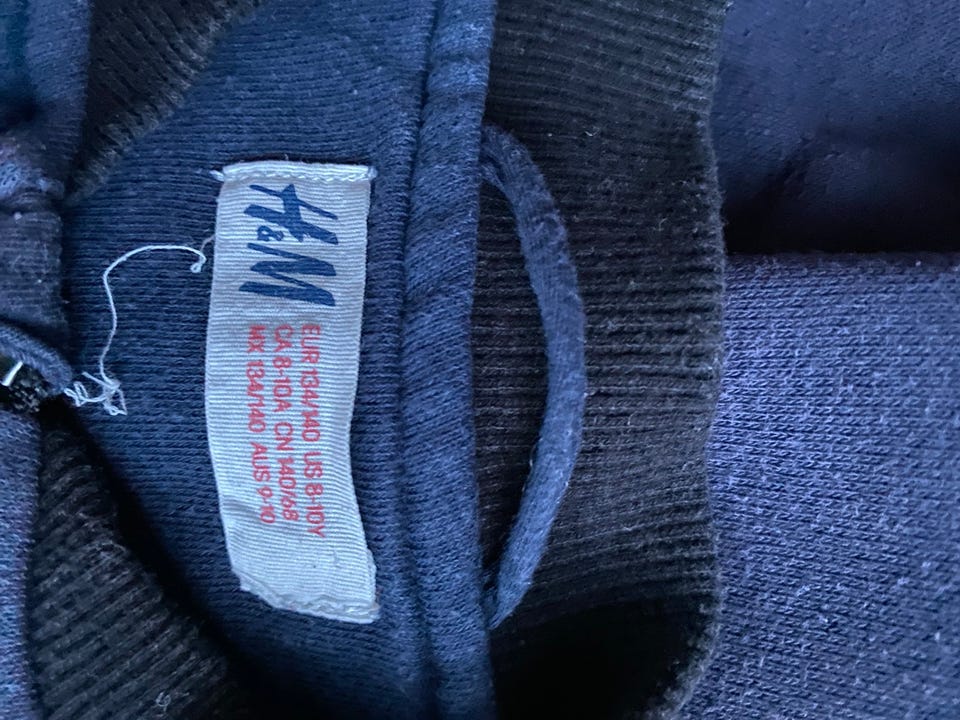 H&M
EUR 134/140 US 8-10Y
CA 8-10A CN 140/68
MX 134/140 AUS 9-10